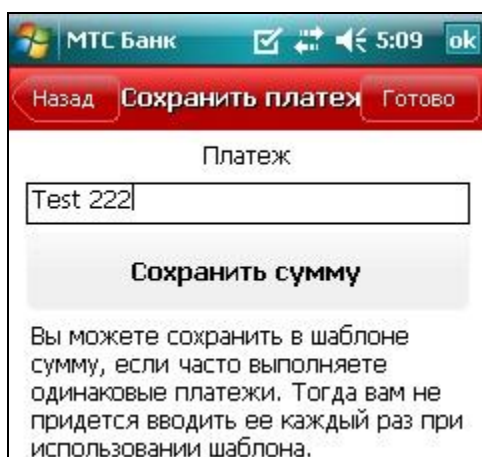 МТС Банк 5:09 ok
Назад Сохранить платеж Готово
Платеж
Test 222
Сохранить сумму
Вы можете сохранить в шаблоне
сумму, если часто выполняете
одинаковые платежи. Тогда вам не
придется вводить ее каждый раз при
использовании шаблона.